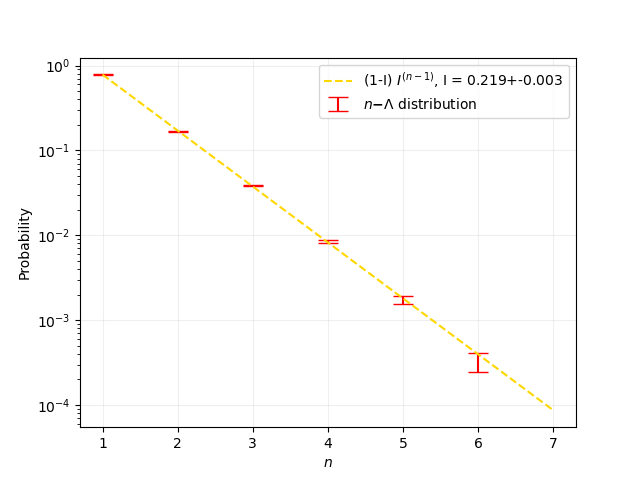 (1-I) I^(n−1), I = 0.219+-0.003
n−Λ distribution
Probability
10^0
10^−1
10^−2
10^−3
10^−4
1 2 3 4 5 6 7
n